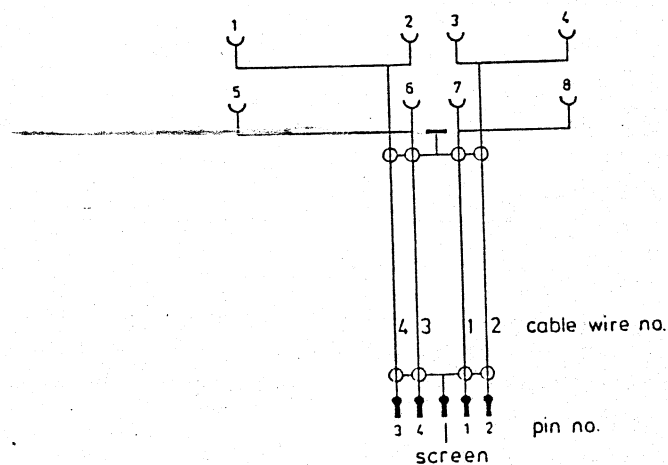 1 2 3 4
5 6 7 8
4 3 1 2 cable wire no.
3 4 1 2 pin no.
screen